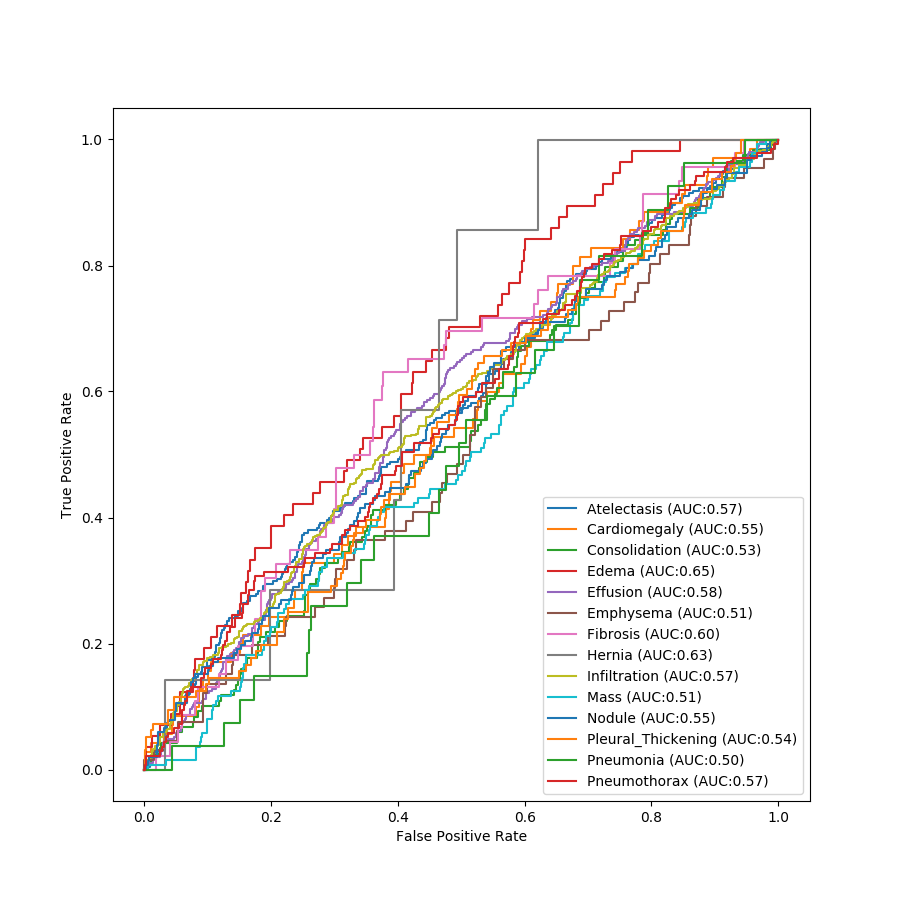 1.0
0.8
0.6
0.4
0.2
0.0
True Positive Rate
Atelectasis (AUC:0.57)
Cardiomegaly (AUC:0.55)
Consolidation (AUC:0.53)
Edema (AUC:0.65)
Effusion (AUC:0.58)
Emphysema (AUC:0.51)
Fibrosis (AUC:0.60)
Hernia (AUC:0.63)
Infiltration (AUC:0.57)
Mass (AUC:0.51)
Nodule (AUC:0.55)
Pleural_Thickening (AUC:0.54)
Pneumonia (AUC:0.50)
Pneumothorax (AUC:0.57)
0.0 0.2 0.4 0.6 0.8 1.0
False Positive Rate